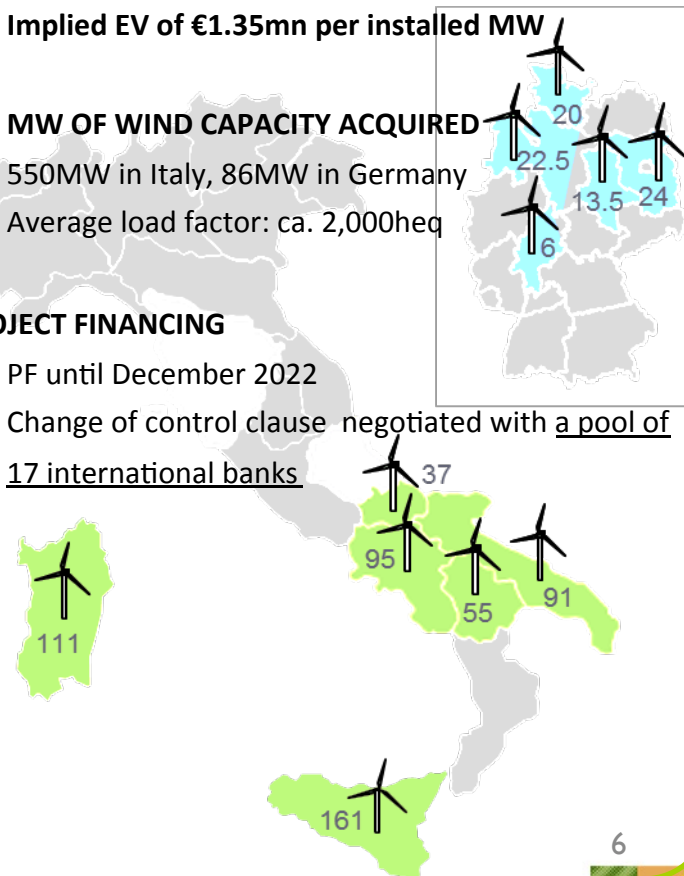 Implied EV of €1.35mn per installed MW
MW OF WIND CAPACITY ACQUIRED
550MW in Italy, 86MW in Germany
Average load factor: ca. 2,000heq
OJECT FINANCING
PF until December 2022
Change of control clause negotiated with a pool of
17 international banks
20
22.5
13.5
24
6
37
95
55
91
111
161
6